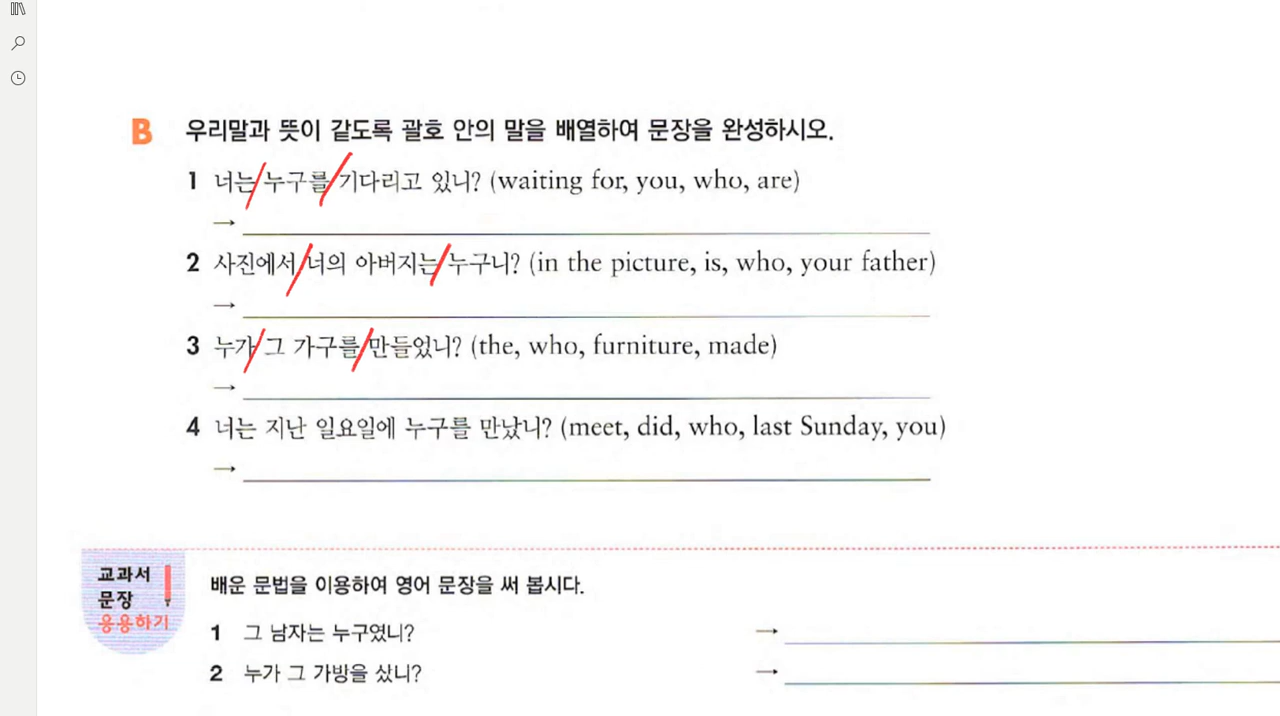 B 우리말과 뜻이 같도록 괄호 안의 말을 배열하여 문장을 완성하시오.
1 너는 누구를 기다리고 있니? (waiting for, you, who, are)
→
2 사진에서 너의 아버지는 누구니? (in the picture, is, who, your father)
→
3 누가 그 가구를 만들었니? (the, who, furniture, made)
→
4 너는 지난 일요일에 누구를 만났니? (meet, did, who, last Sunday, you)
→
교과서
문장
응용하기
배운 문법을 이용하여 영어 문장을 써 봅시다.
1 그 남자는 누구였니? →
2 누가 그 가방을 샀니? →